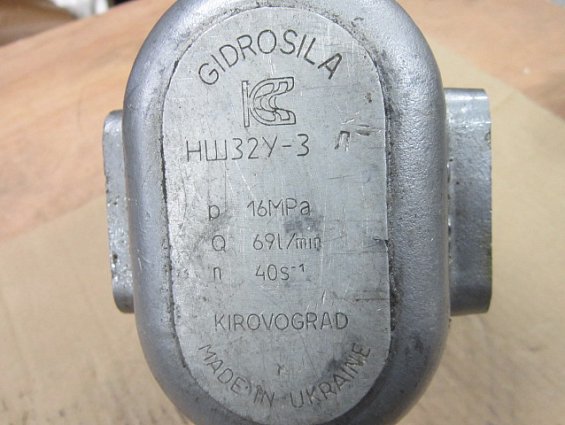 GIDROSILA
НШ32У-3 Л
p 16MPa
Q 69l/min
n 40s⁻¹
KIROVOGRAD
MADE IN UKRAINE